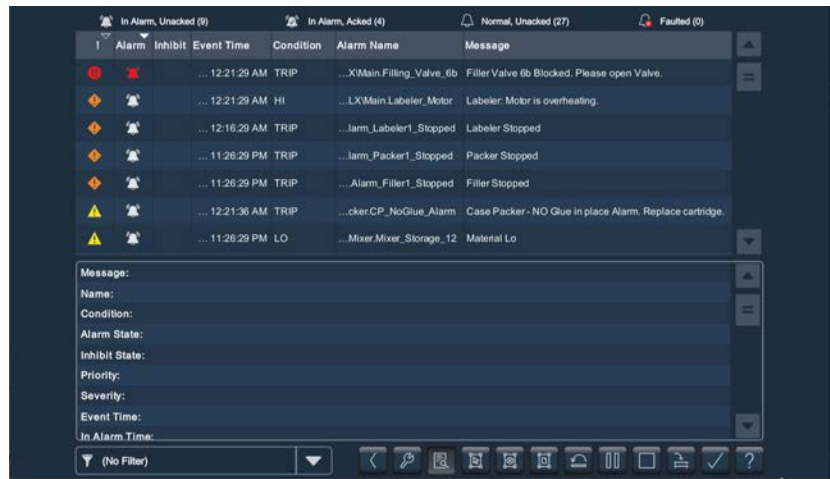 In Alarm, Unacked (9) In Alarm, Acked (4) Normal, Unacked (27) Faulted (0)
! Alarm Inhibit Event Time Condition Alarm Name Message
... 12:21:29 AM TRIP ...X\Main.Filling_Valve_6b Filler Valve 6b Blocked. Please open Valve.
... 12:21:29 AM HI ...LX\Main.Labeler_Motor Labeler: Motor is overheating.
... 12:16:29 AM TRIP ...larm_Labeler1_Stopped Labeler Stopped
... 11:26:29 PM TRIP ...larm_Packer1_Stopped Packer Stopped
... 11:26:29 PM TRIP ....Alarm_Filler1_Stopped Filler Stopped
... 12:21:36 AM TRIP ...cker.CP_NoGlue_Alarm Case Packer - NO Glue in place Alarm. Replace cartridge.
... 11:26:29 PM LO ...Mixer.Mixer_Storage_12 Material Lo
Message:
Name:
Condition:
Alarm State:
Inhibit State:
Priority:
Severity:
Event Time:
In Alarm Time:
(No Filter) ?